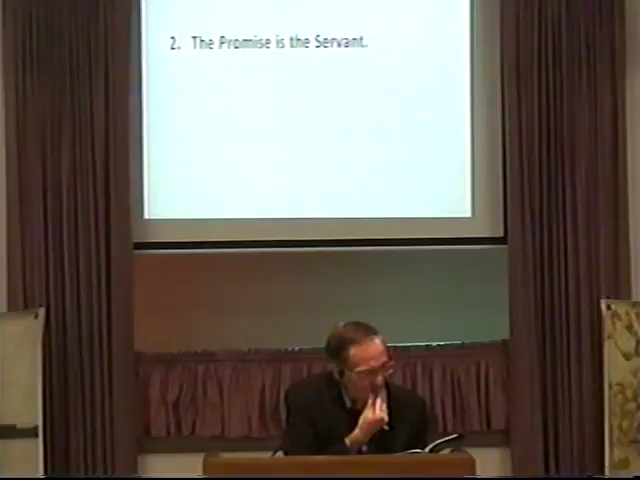 2. The Promise is the Servant.